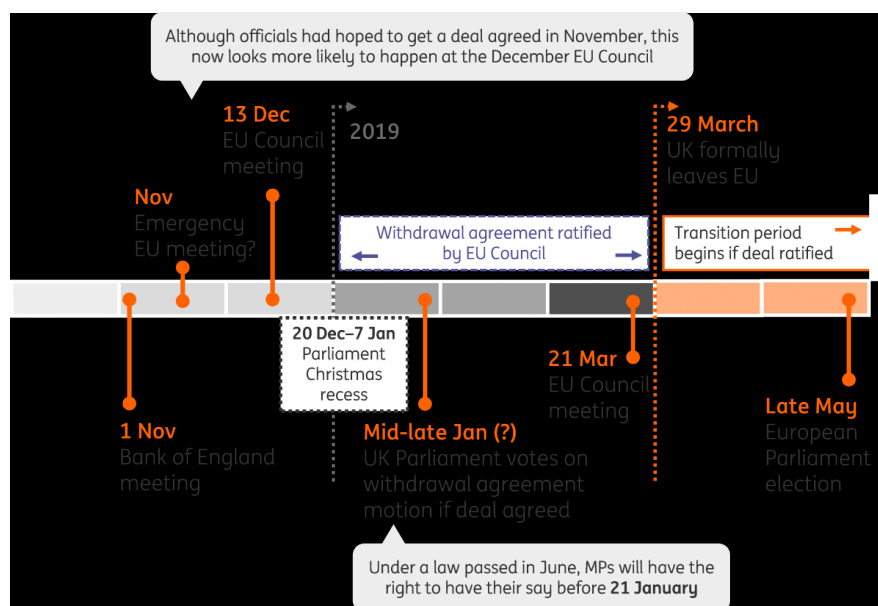 Although officials had hoped to get a deal agreed in November, this
now looks more likely to happen at the December EU Council
13 Dec
EU Council
meeting
2019
29 March
UK formally
leaves EU
Nov
Emergency
EU meeting?
Withdrawal agreement ratified
by EU Council
Transition period
begins if deal ratified
20 Dec–7 Jan
Parliament
Christmas
recess
21 Mar
EU Council
meeting
1 Nov
Bank of England
meeting
Mid-late Jan (?)
UK Parliament votes on
withdrawal agreement
motion if deal agreed
Late May
European
Parliament
election
Under a law passed in June, MPs will have the
right to have their say before 21 January